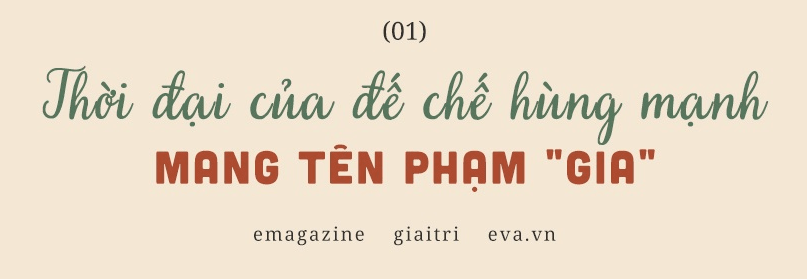 (01)
Thời đại của đế chế hùng mạnh
MANG TÊN PHẠM "GIA"
emagazine giaitri eva.vn